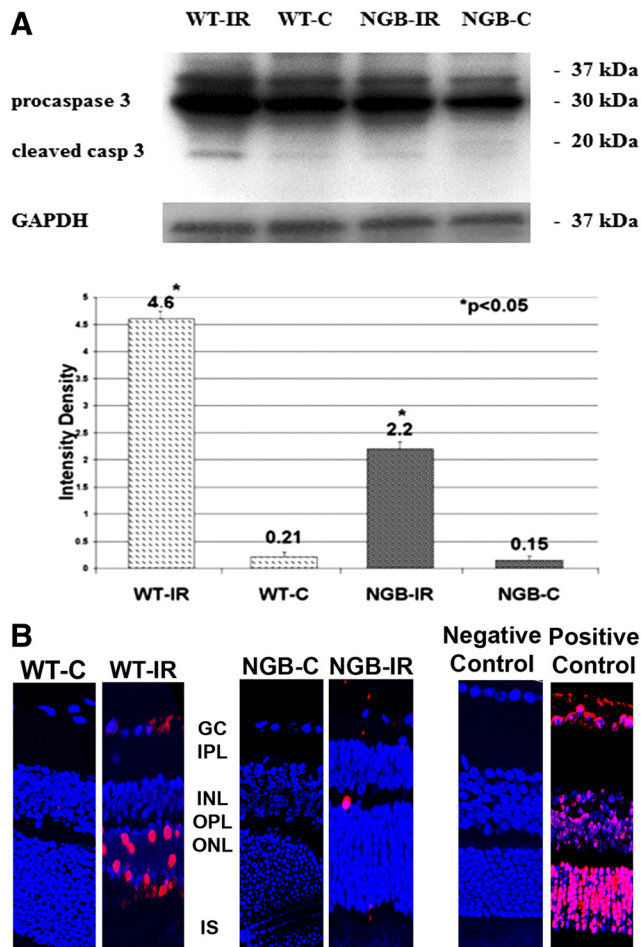 A
WT-IR WT-C NGB-IR NGB-C
- 37 kDa
procaspase 3 - 30 kDa
- 20 kDa
cleaved casp 3
GAPDH - 37 kDa
Intensity Density
5
4.5
4
3.5
3
2.5
2
1.5
1
0.5
0
*
4.6
*p<0.05
*
2.2
0.21
0.15
WT-IR WT-C NGB-IR NGB-C
B
WT-C WT-IR NGB-C NGB-IR Negative Control Positive Control
GC
IPL
INL
OPL
ONL
IS